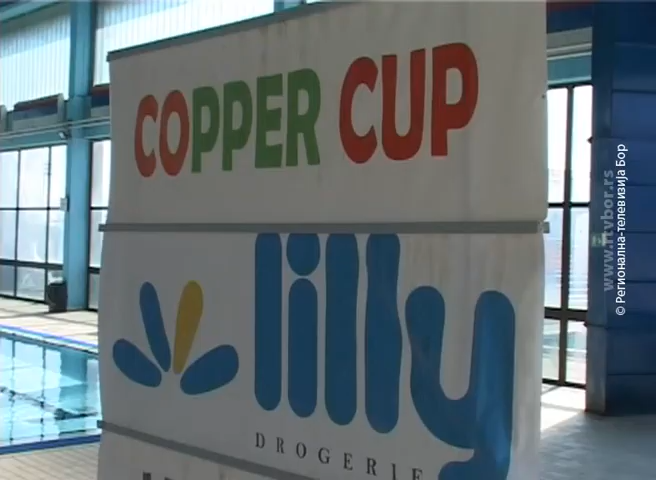 COPPER CUP
lilly
DROGERIE
www.rtvbor.rs
© Регионална-телевизија Бор